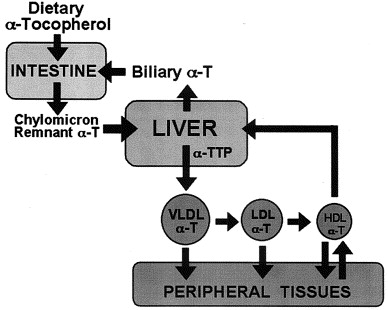 Dietary
α-Tocopherol
INTESTINE
Biliary α-T
Chylomicron
Remnant α-T
LIVER
α-TTP
VLDL
α-T
LDL
α-T
HDL
α-T
PERIPHERAL TISSUES